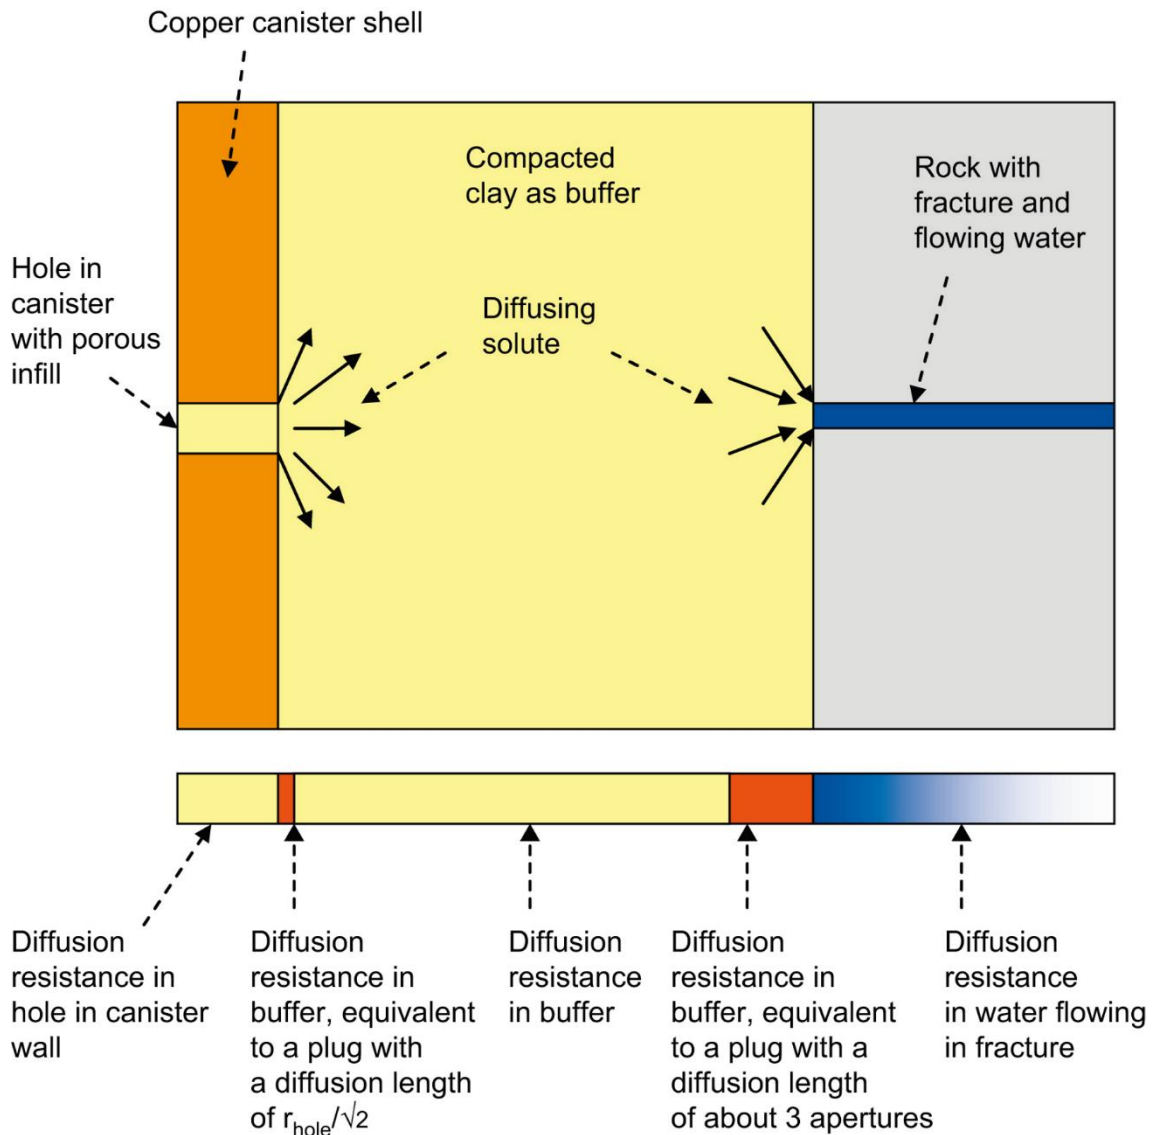 Copper canister shell
Compacted
clay as buffer
Rock with
fracture and
flowing water
Hole in
canister
with porous
infill
Diffusing
solute
Diffusion
resistance in
hole in canister
wall
Diffusion
resistance in
buffer, equivalent
to a plug with
a diffusion length
of r_hole/√2
Diffusion
resistance
in buffer
Diffusion
resistance in
buffer, equivalent
to a plug with a
diffusion length
of about 3 apertures
Diffusion
resistance
in water flowing
in fracture